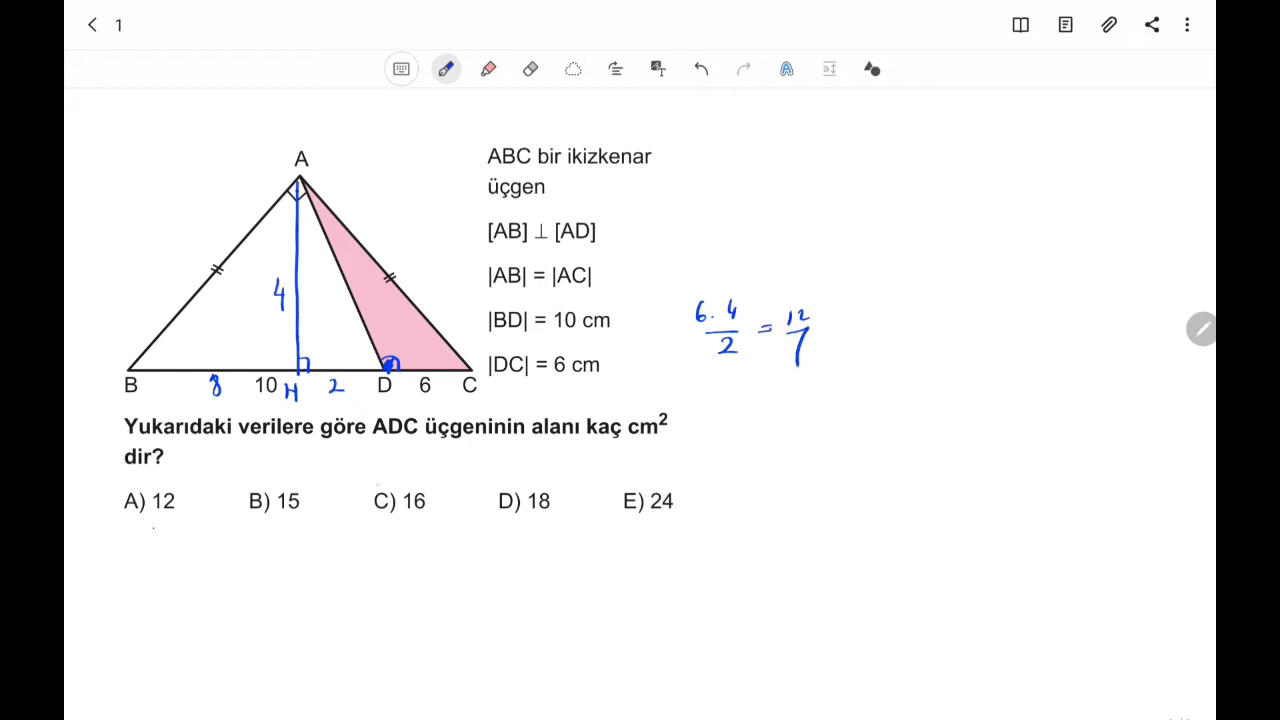 1
A
ABC bir ikizkenar
üçgen
[AB] ⊥ [AD]
|AB| = |AC|
|BD| = 10 cm
|DC| = 6 cm
4
6.4
2
=
12
B 8 10 H 2 D 6 C
Yukarıdaki verilere göre ADC üçgeninin alanı kaç cm²
dir?
A) 12 B) 15 C) 16 D) 18 E) 24